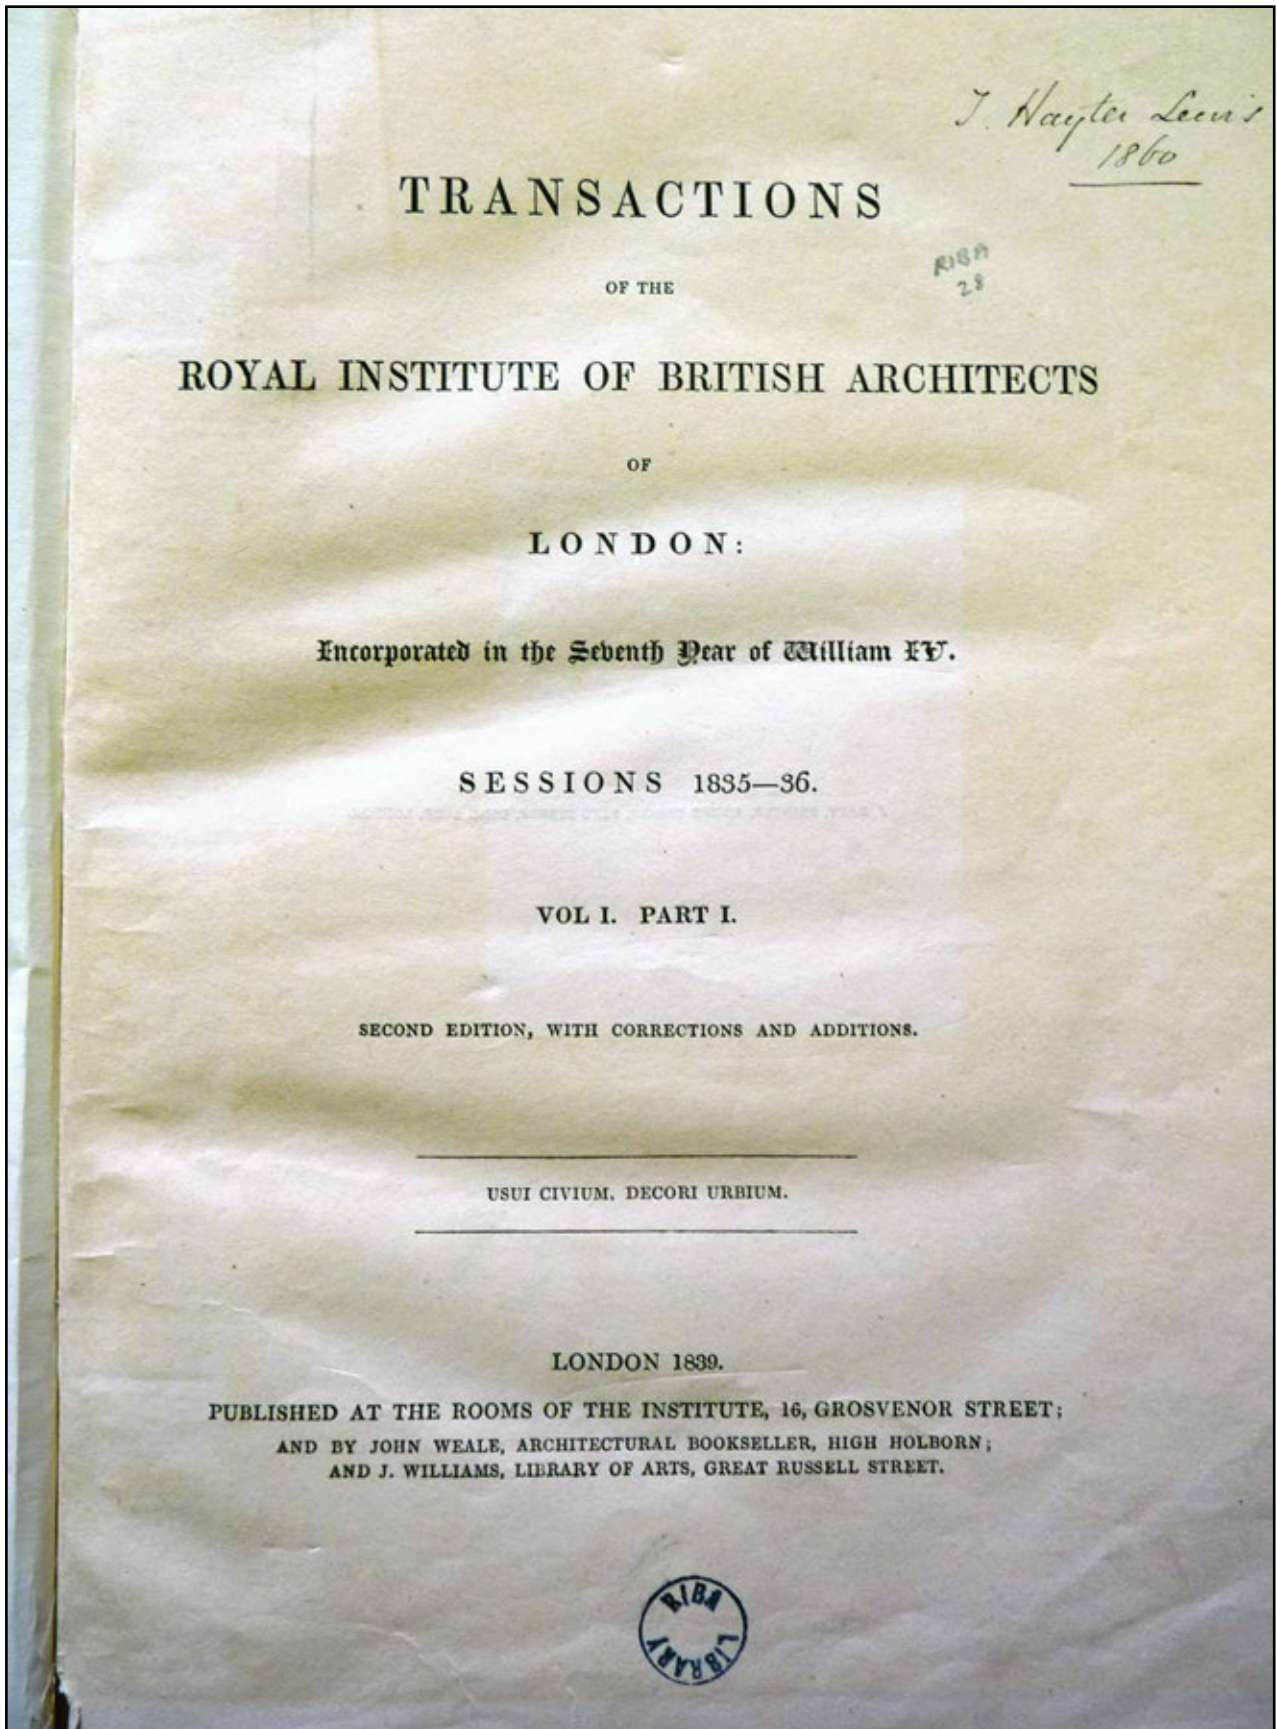 T. Hayter Lewis
1860
TRANSACTIONS
RIBA
28
OF THE
ROYAL INSTITUTE OF BRITISH ARCHITECTS
OF
LONDON:
Incorporated in the Seventh Year of William IV.
SESSIONS 1835—36.
VOL I. PART I.
SECOND EDITION, WITH CORRECTIONS AND ADDITIONS.
USUI CIVIUM, DECORI URBIUM.
LONDON 1839.
PUBLISHED AT THE ROOMS OF THE INSTITUTE, 16, GROSVENOR STREET;
AND BY JOHN WEALE, ARCHITECTURAL BOOKSELLER, HIGH HOLBORN;
AND J. WILLIAMS, LIBRARY OF ARTS, GREAT RUSSELL STREET.
RIBA LIBRARY